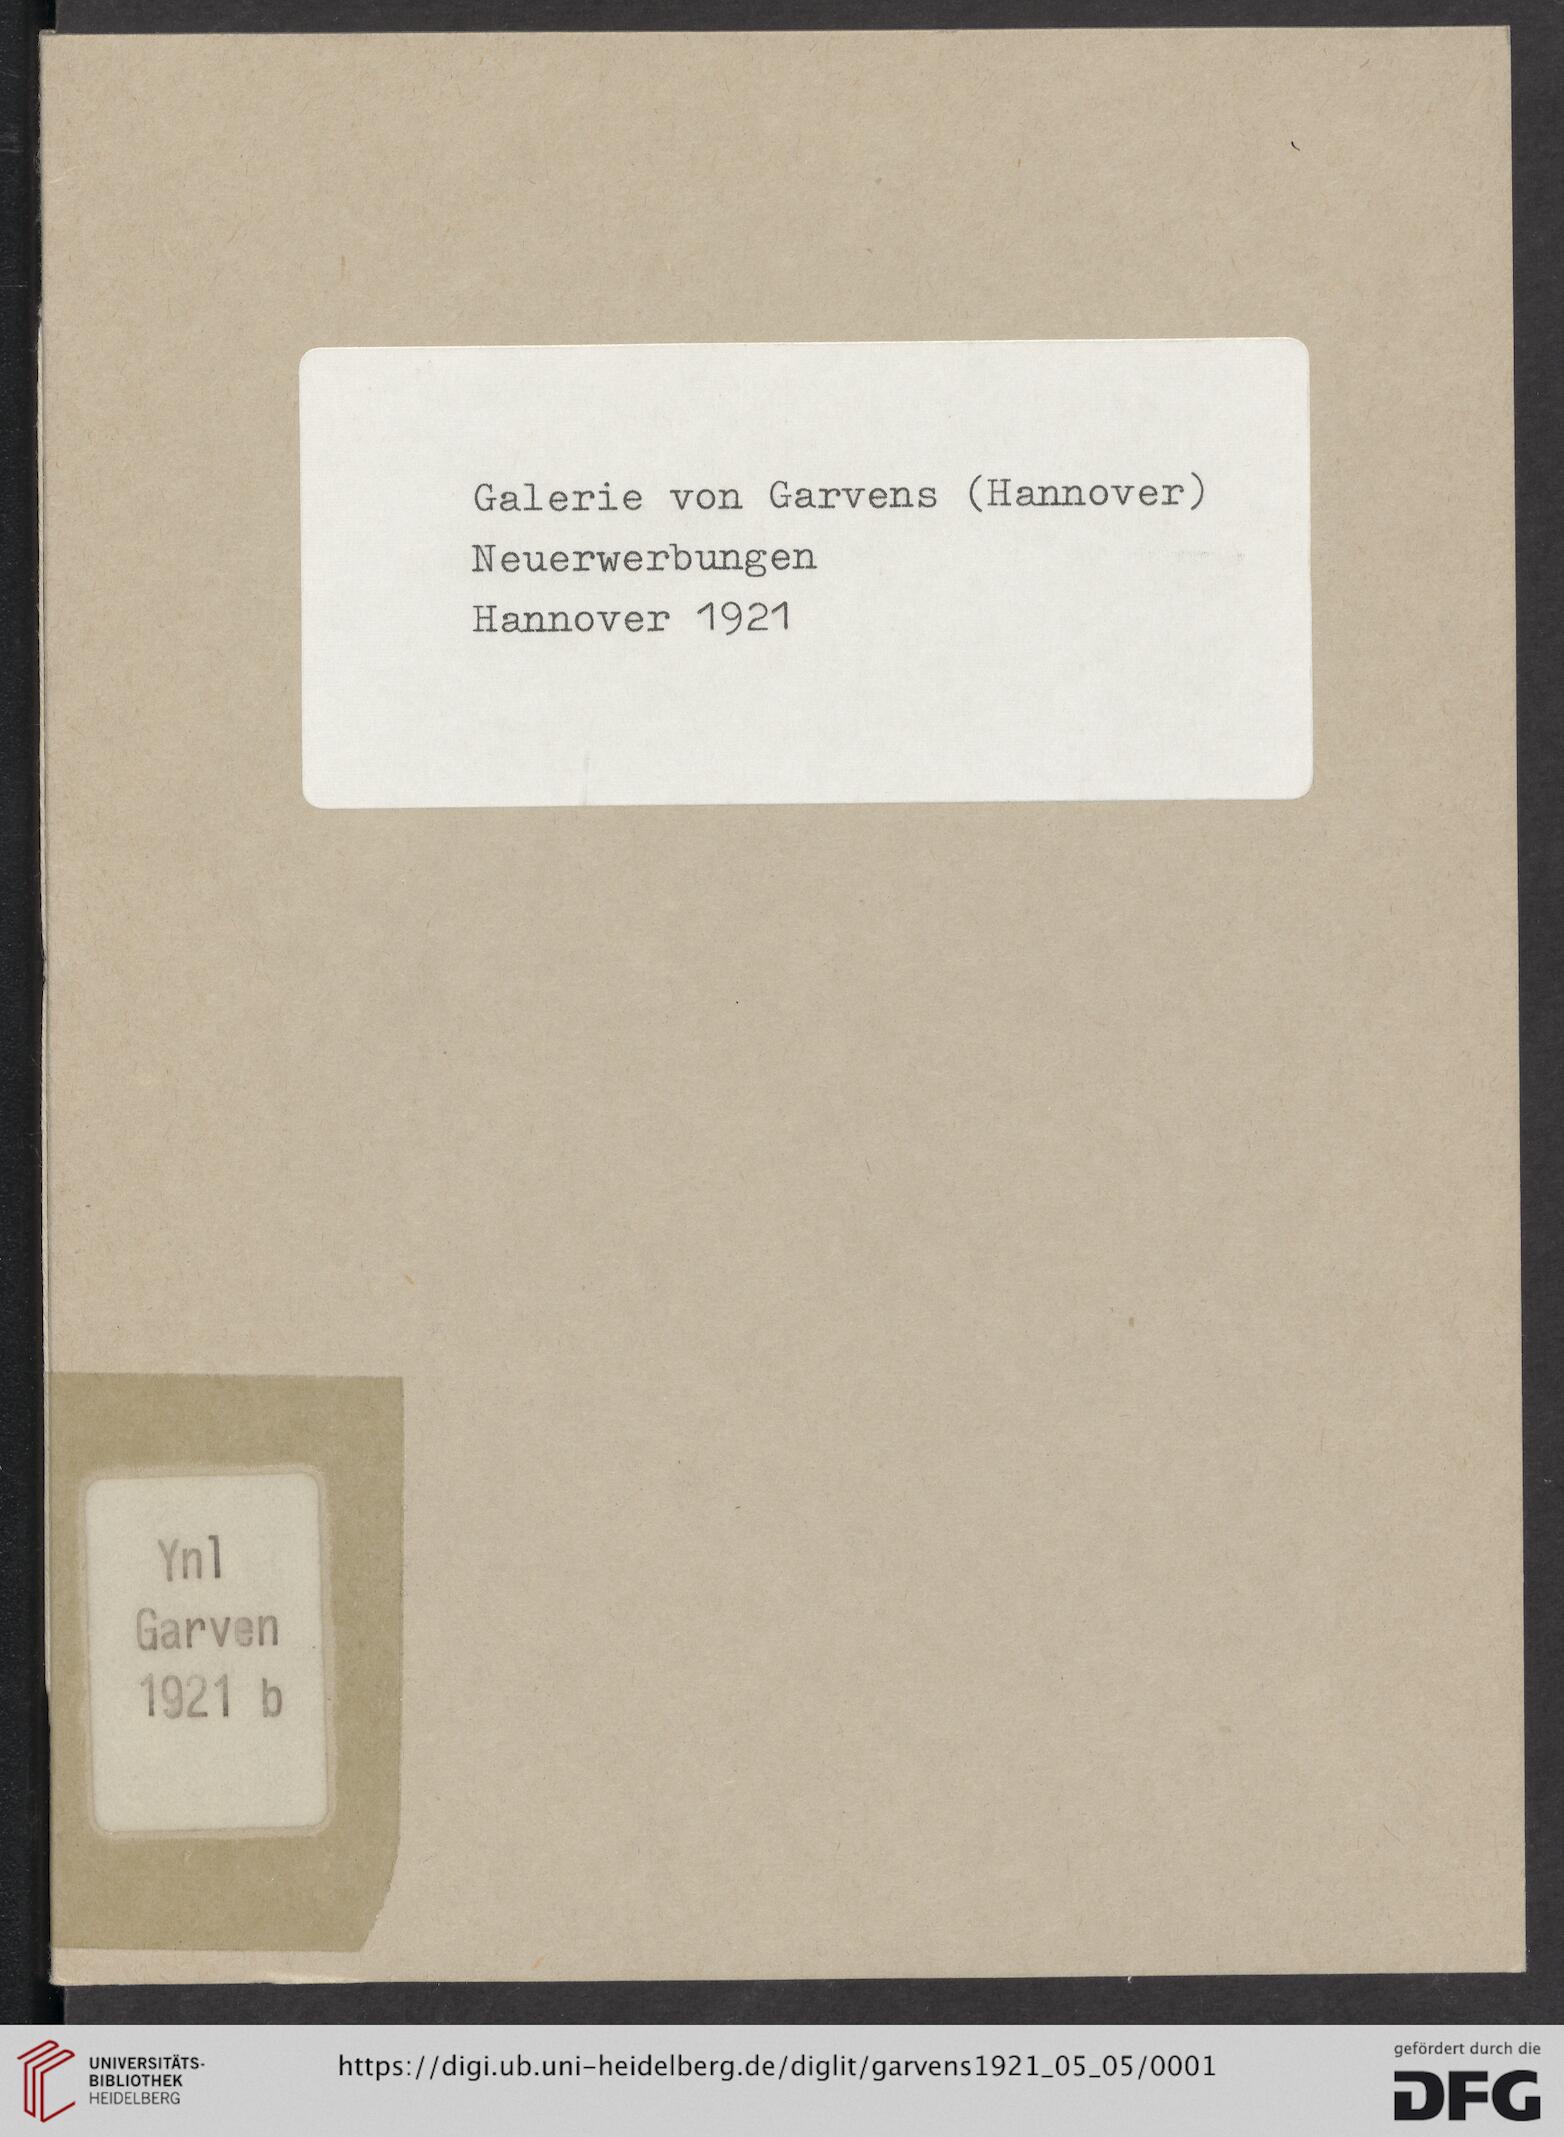 Galerie von Garvens (Hannover)
Neuerwerbungen
Hannover 1921
Ynl
Garven
1921 b
UNIVERSITÄTS-
BIBLIOTHEK
HEIDELBERG
https://digi.ub.uni-heidelberg.de/diglit/garvens1921_05_05/0001
gefördert durch die
DFG